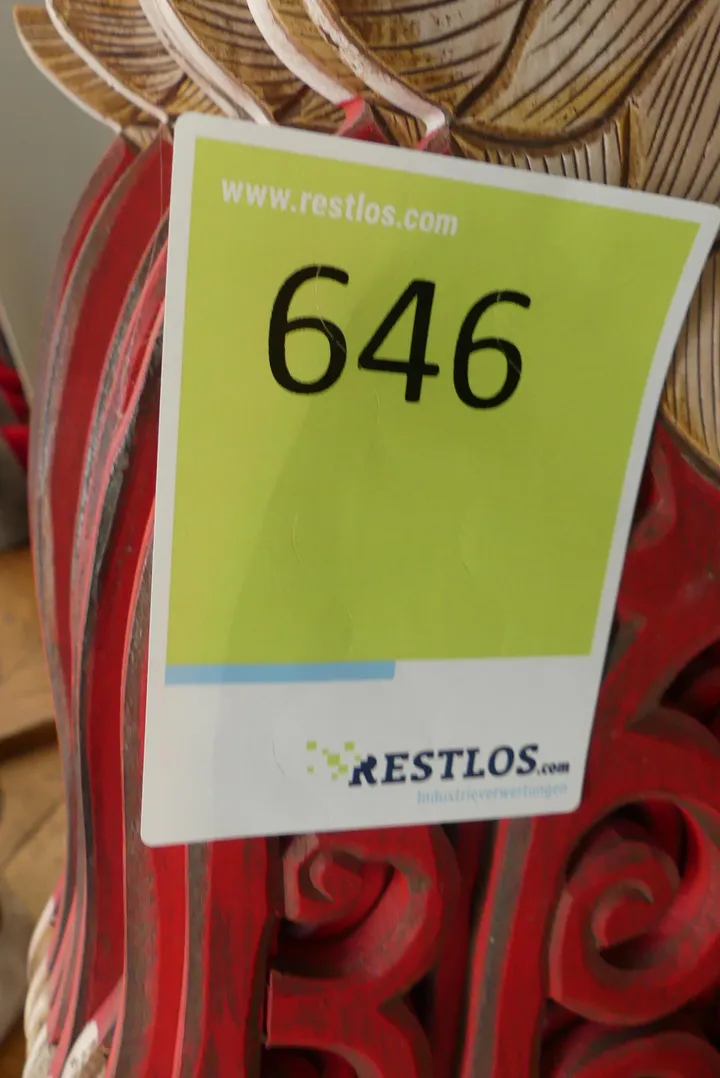 www.restlos.com
646
RESTLOS.com
Industrieverwertungen